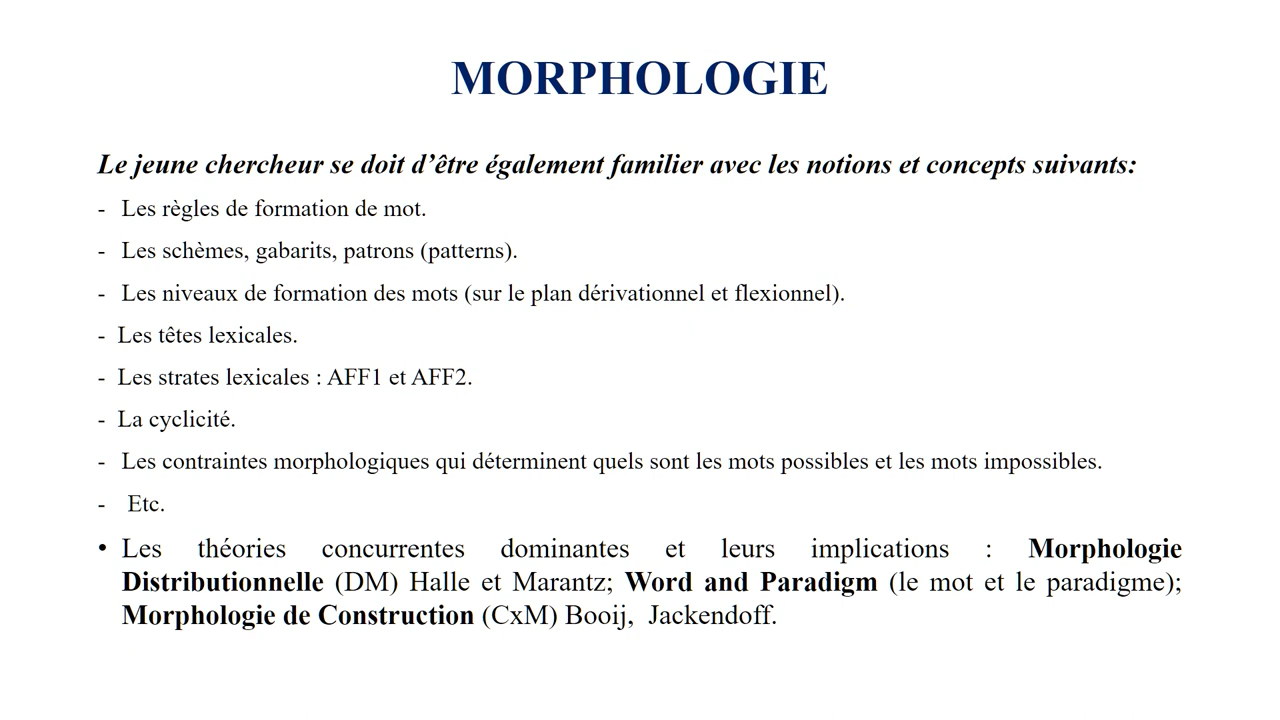 MORPHOLOGIE
Le jeune chercheur se doit d’être également familier avec les notions et concepts suivants:
- Les règles de formation de mot.
- Les schèmes, gabarits, patrons (patterns).
- Les niveaux de formation des mots (sur le plan dérivationnel et flexionnel).
- Les têtes lexicales.
- Les strates lexicales : AFF1 et AFF2.
- La cyclicité.
- Les contraintes morphologiques qui déterminent quels sont les mots possibles et les mots impossibles.
- Etc.
• Les théories concurrentes dominantes et leurs implications : Morphologie
Distributionnelle (DM) Halle et Marantz; Word and Paradigm (le mot et le paradigme);
Morphologie de Construction (CxM) Booij, Jackendoff.